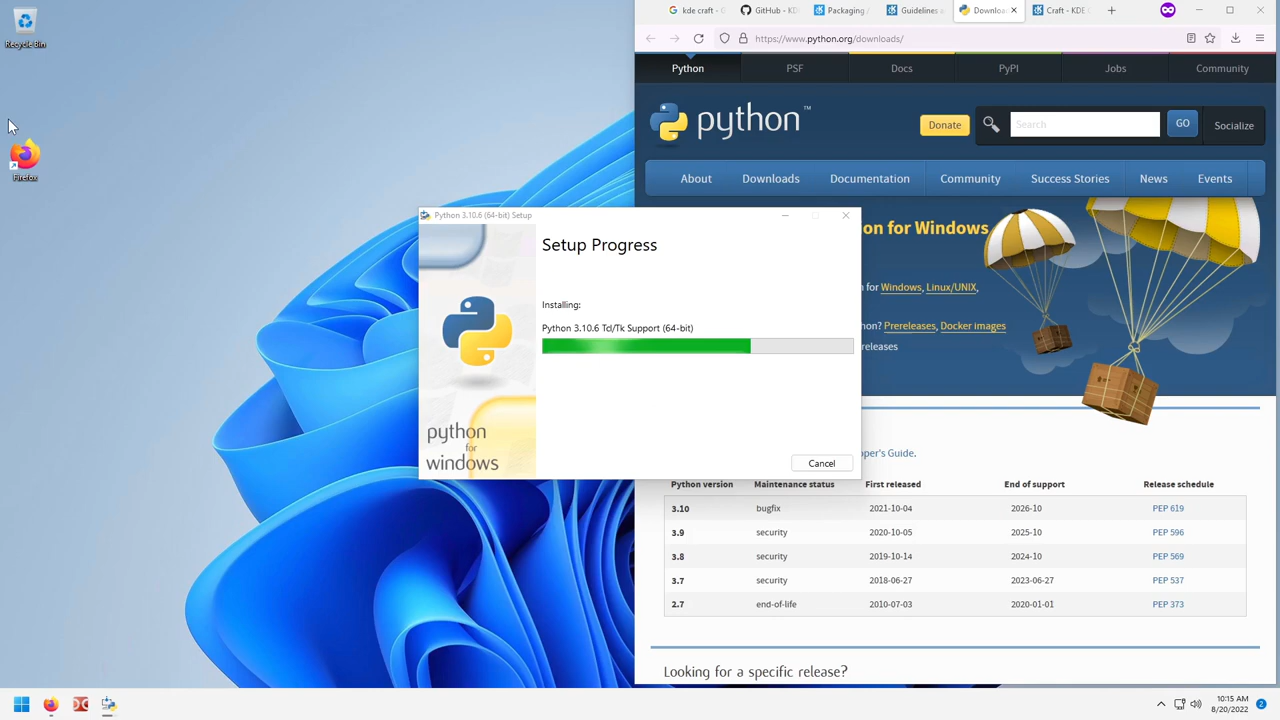 Recycle Bin
Firefox
kde craft - G
GitHub - KD
Packaging /
Guidelines a
Downloa
Craft - KDE
https://www.python.org/downloads/
Python
PSF
Docs
PyPI
Jobs
Community
python™
Donate
Search
GO
Socialize
About
Downloads
Documentation
Community
Success Stories
News
Events
on for Windows
n for Windows, Linux/UNIX,
hon? Prereleases, Docker images
releases
Python 3.10.6 (64-bit) Setup
Setup Progress
Installing:
Python 3.10.6 Tcl/Tk Support (64-bit)
python
for
windows
Cancel
oper's Guide.
Python version Maintenance status First released End of support Release schedule
3.10 bugfix 2021-10-04 2026-10 PEP 619
3.9 security 2020-10-05 2025-10 PEP 596
3.8 security 2019-10-14 2024-10 PEP 569
3.7 security 2018-06-27 2023-06-27 PEP 537
2.7 end-of-life 2010-07-03 2020-01-01 PEP 373
Looking for a specific release?
10:15 AM
8/20/2022
2